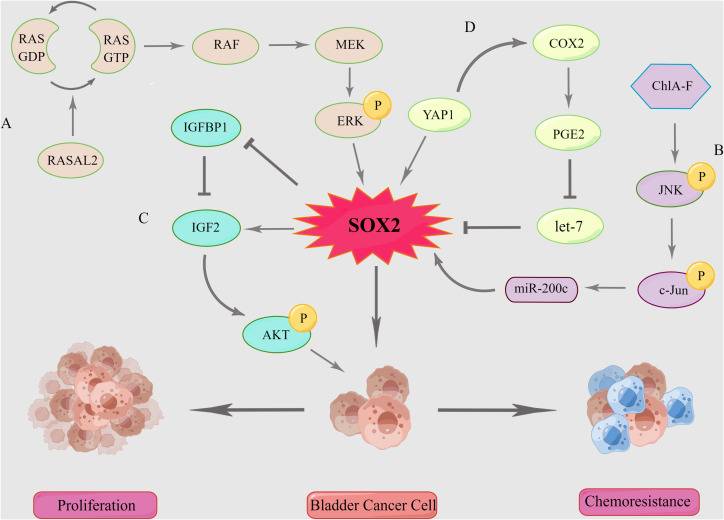 D
RAS
GDP
RAS
GTP
RAF
MEK
COX2
ChlA-F
A
IGFBP1
ERK
P
YAP1
PGE2
B
RASAL2
JNK
P
C
IGF2
SOX2
let-7
miR-200c
c-Jun
P
AKT
P
Proliferation
Bladder Cancer Cell
Chemoresistance